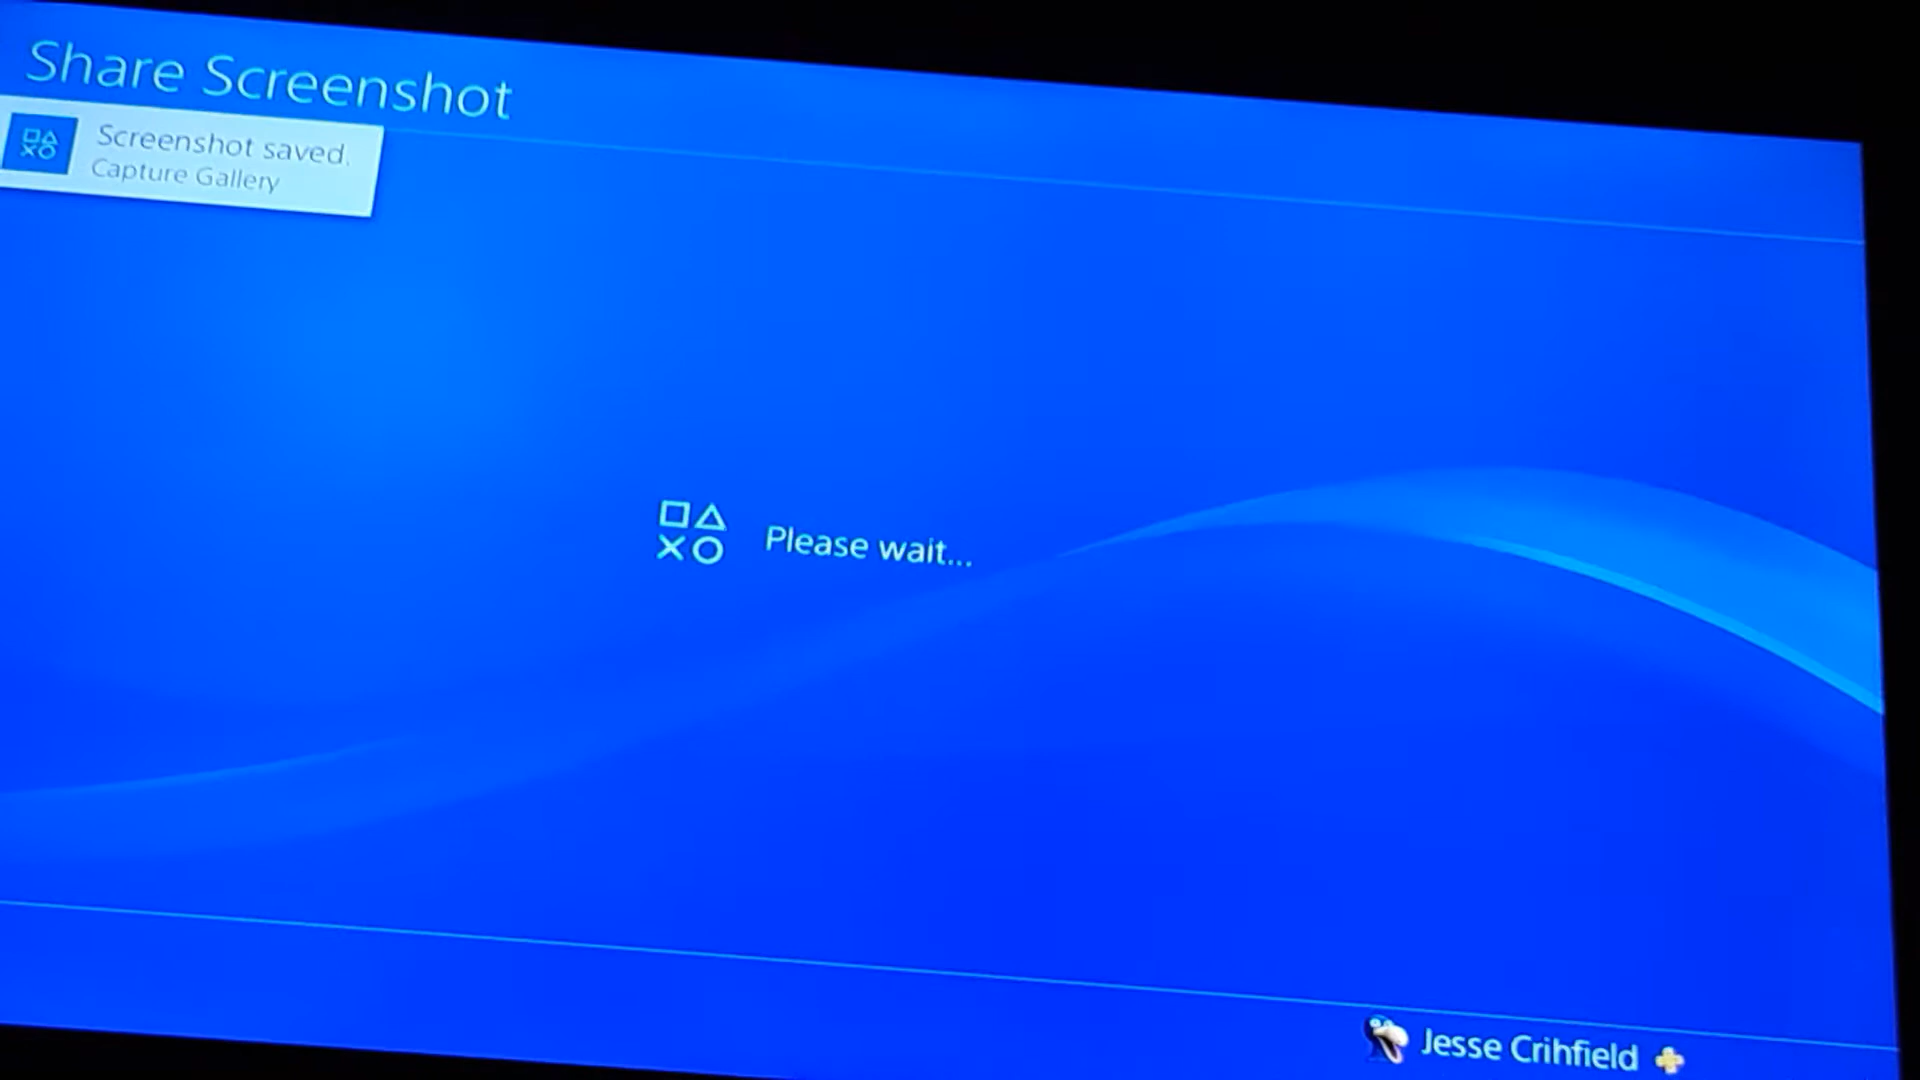 Share Screenshot
Screenshot saved.
Capture Gallery
Please wait...
Jesse Crihfield